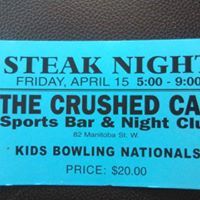 STEAK NIGHT
FRIDAY, APRIL 15 5:00 - 9:00
THE CRUSHED CA
Sports Bar & Night Clu
82 Manitoba St. W.
KIDS BOWLING NATIONALS
PRICE: $20.00